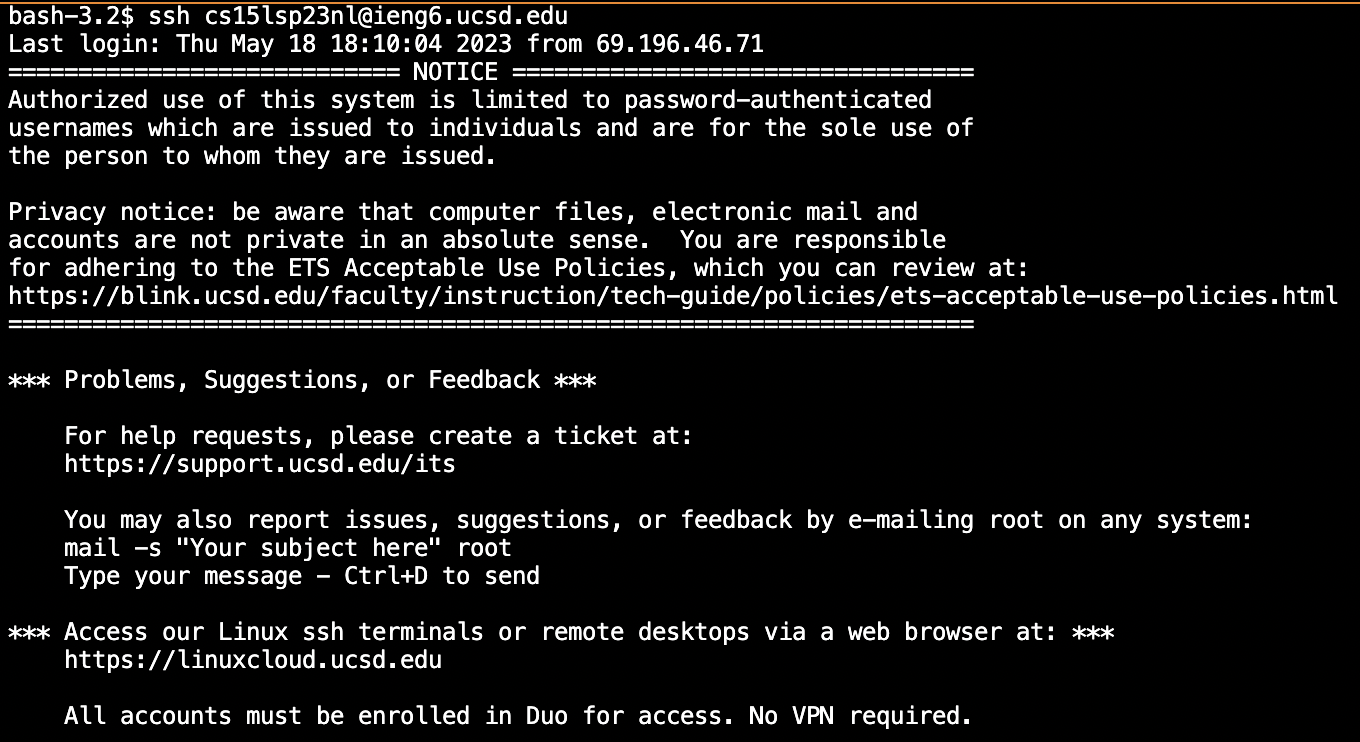 bash-3.2$ ssh cs15lsp23nl@ieng6.ucsd.edu
Last login: Thu May 18 18:10:04 2023 from 69.196.46.71
============================ NOTICE =================================
Authorized use of this system is limited to password-authenticated
usernames which are issued to individuals and are for the sole use of
the person to whom they are issued.

Privacy notice: be aware that computer files, electronic mail and
accounts are not private in an absolute sense.  You are responsible
for adhering to the ETS Acceptable Use Policies, which you can review at:
https://blink.ucsd.edu/faculty/instruction/tech-guide/policies/ets-acceptable-use-policies.html
=====================================================================

*** Problems, Suggestions, or Feedback ***

    For help requests, please create a ticket at:
    https://support.ucsd.edu/its

    You may also report issues, suggestions, or feedback by e-mailing root on any system:
    mail -s "Your subject here" root
    Type your message - Ctrl+D to send

*** Access our Linux ssh terminals or remote desktops via a web browser at: ***
    https://linuxcloud.ucsd.edu

    All accounts must be enrolled in Duo for access. No VPN required.